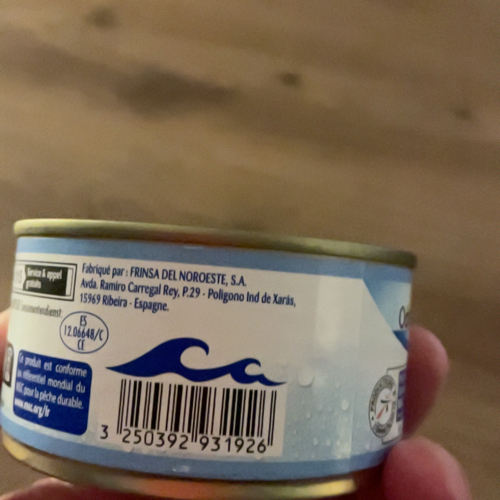 Service & appel
gratuits
Fabriqué par : FRINSA DEL NOROESTE, S.A.
Avda. Ramiro Carregal Rey, P.29 - Poligono Ind de Xarás,
15969 Ribeira - Espagne.
ES
12.06648/C
CE
Ce produit est conforme
au référentiel mondial du
MSC pour la pêche durable.
www.msc.org/fr
3 250392 931926